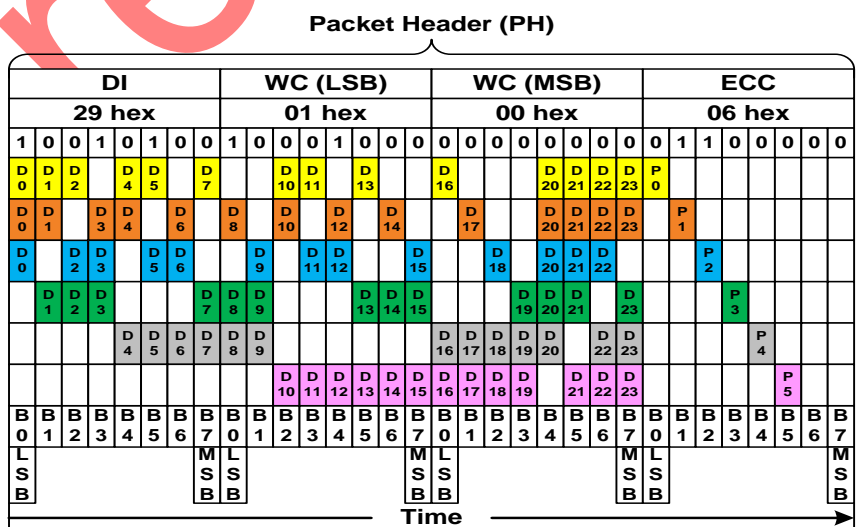 re
Packet Header (PH)
DI WC (LSB) WC (MSB) ECC
29 hex 01 hex 00 hex 06 hex
1 0 0 1 0 1 0 0 1 0 0 0 1 0 0 0 0 0 0 0 0 0 0 0 0 1 1 0 0 0 0 0
D0 D1 D2 D4 D5 D7 D10 D11 D13 D16 D20 D21 D22 D23 P0
D0 D1 D3 D4 D6 D8 D10 D12 D14 D17 D20 D21 D22 D23 P1
D0 D2 D3 D5 D6 D9 D11 D12 D15 D18 D20 D21 D22 P2
D1 D2 D3 D7 D8 D9 D13 D14 D15 D19 D20 D21 D23 P3
D4 D5 D6 D7 D8 D9 D16 D17 D18 D19 D20 D22 D23 P4
D10 D11 D12 D13 D14 D15 D16 D17 D18 D19 D21 D22 D23 P5
B0 B1 B2 B3 B4 B5 B6 B7 B0 B1 B2 B3 B4 B5 B6 B7 B0 B1 B2 B3 B4 B5 B6 B7 B0 B1 B2 B3 B4 B5 B6 B7
LSB MSB LSB MSB LSB MSB LSB MSB
Time